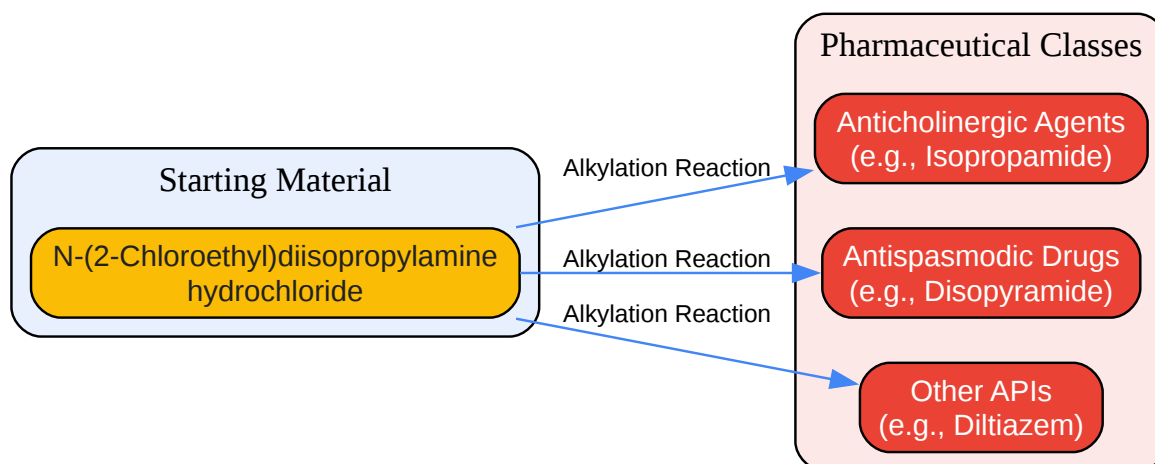 Pharmaceutical Classes
Starting Material
N-(2-Chloroethyl)diisopropylamine
hydrochloride
Alkylation Reaction
Alkylation Reaction
Alkylation Reaction
Anticholinergic Agents
(e.g., Isopropamide)
Antispasmodic Drugs
(e.g., Disopyramide)
Other APIs
(e.g., Diltiazem)